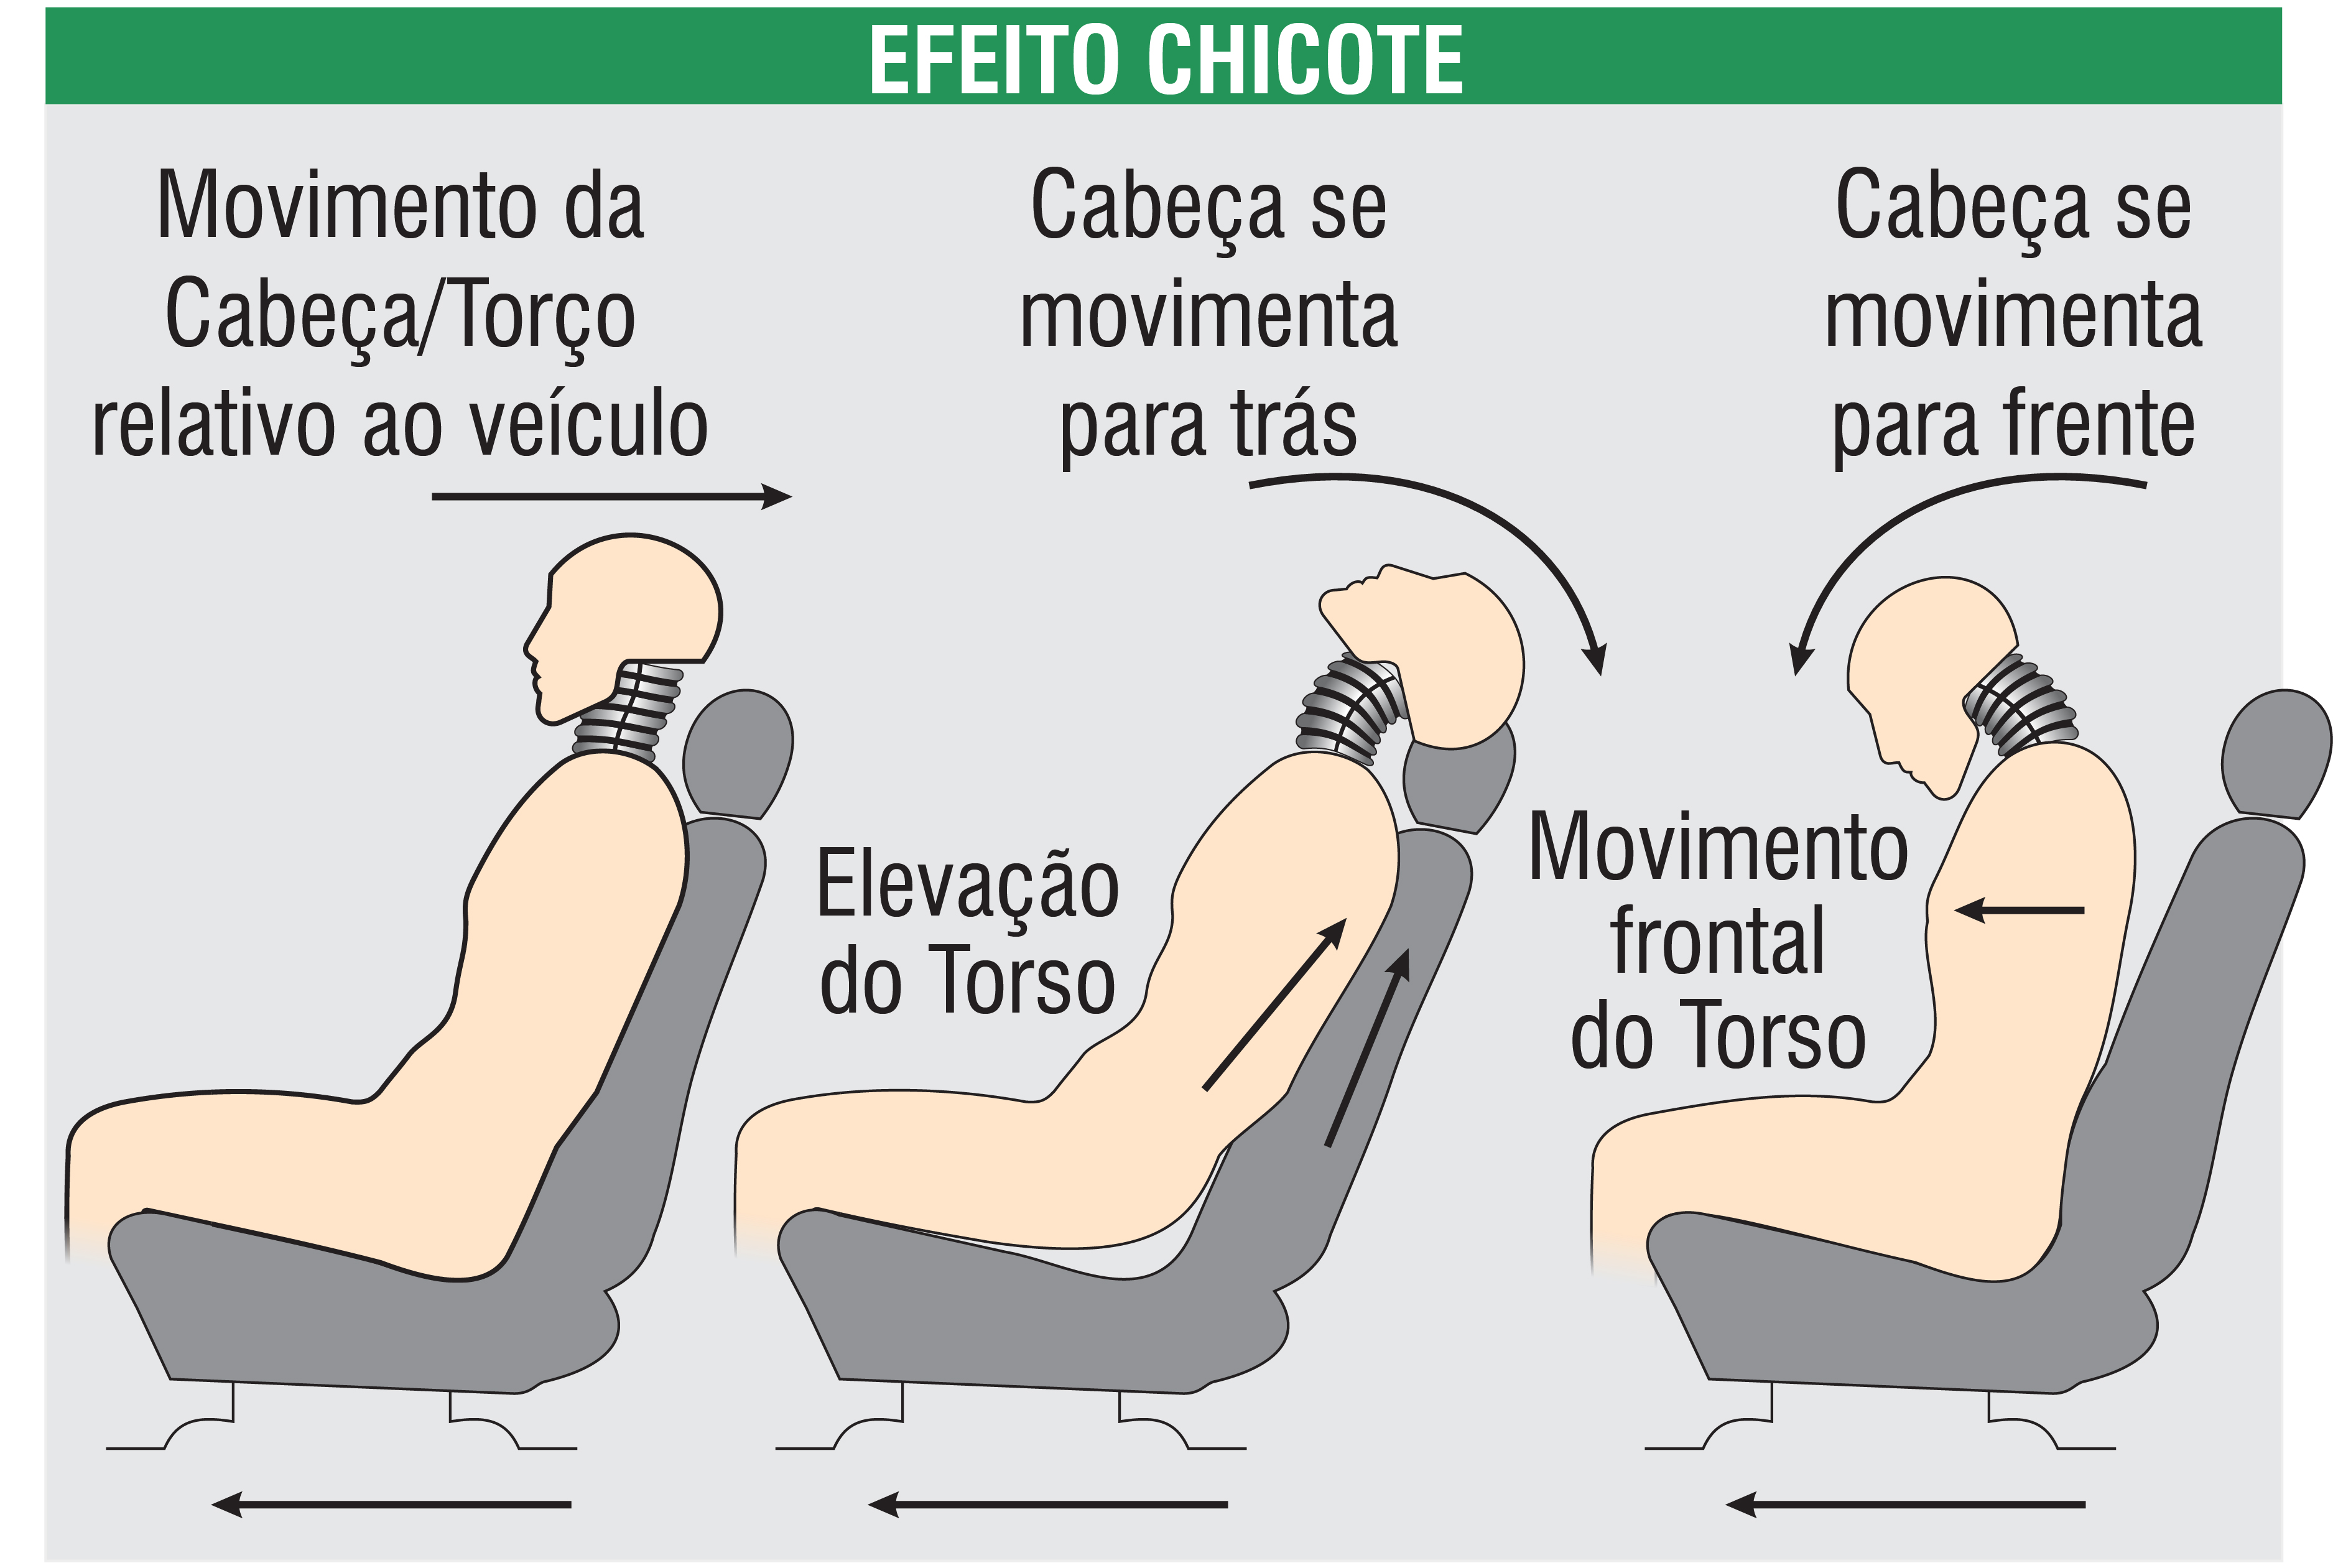 EFEITO CHICOTE
Movimento da
Cabeça/Torço
relativo ao veículo
Cabeça se
movimenta
para trás
Cabeça se
movimenta
para frente
Elevação
do Torso
Movimento
frontal
do Torso